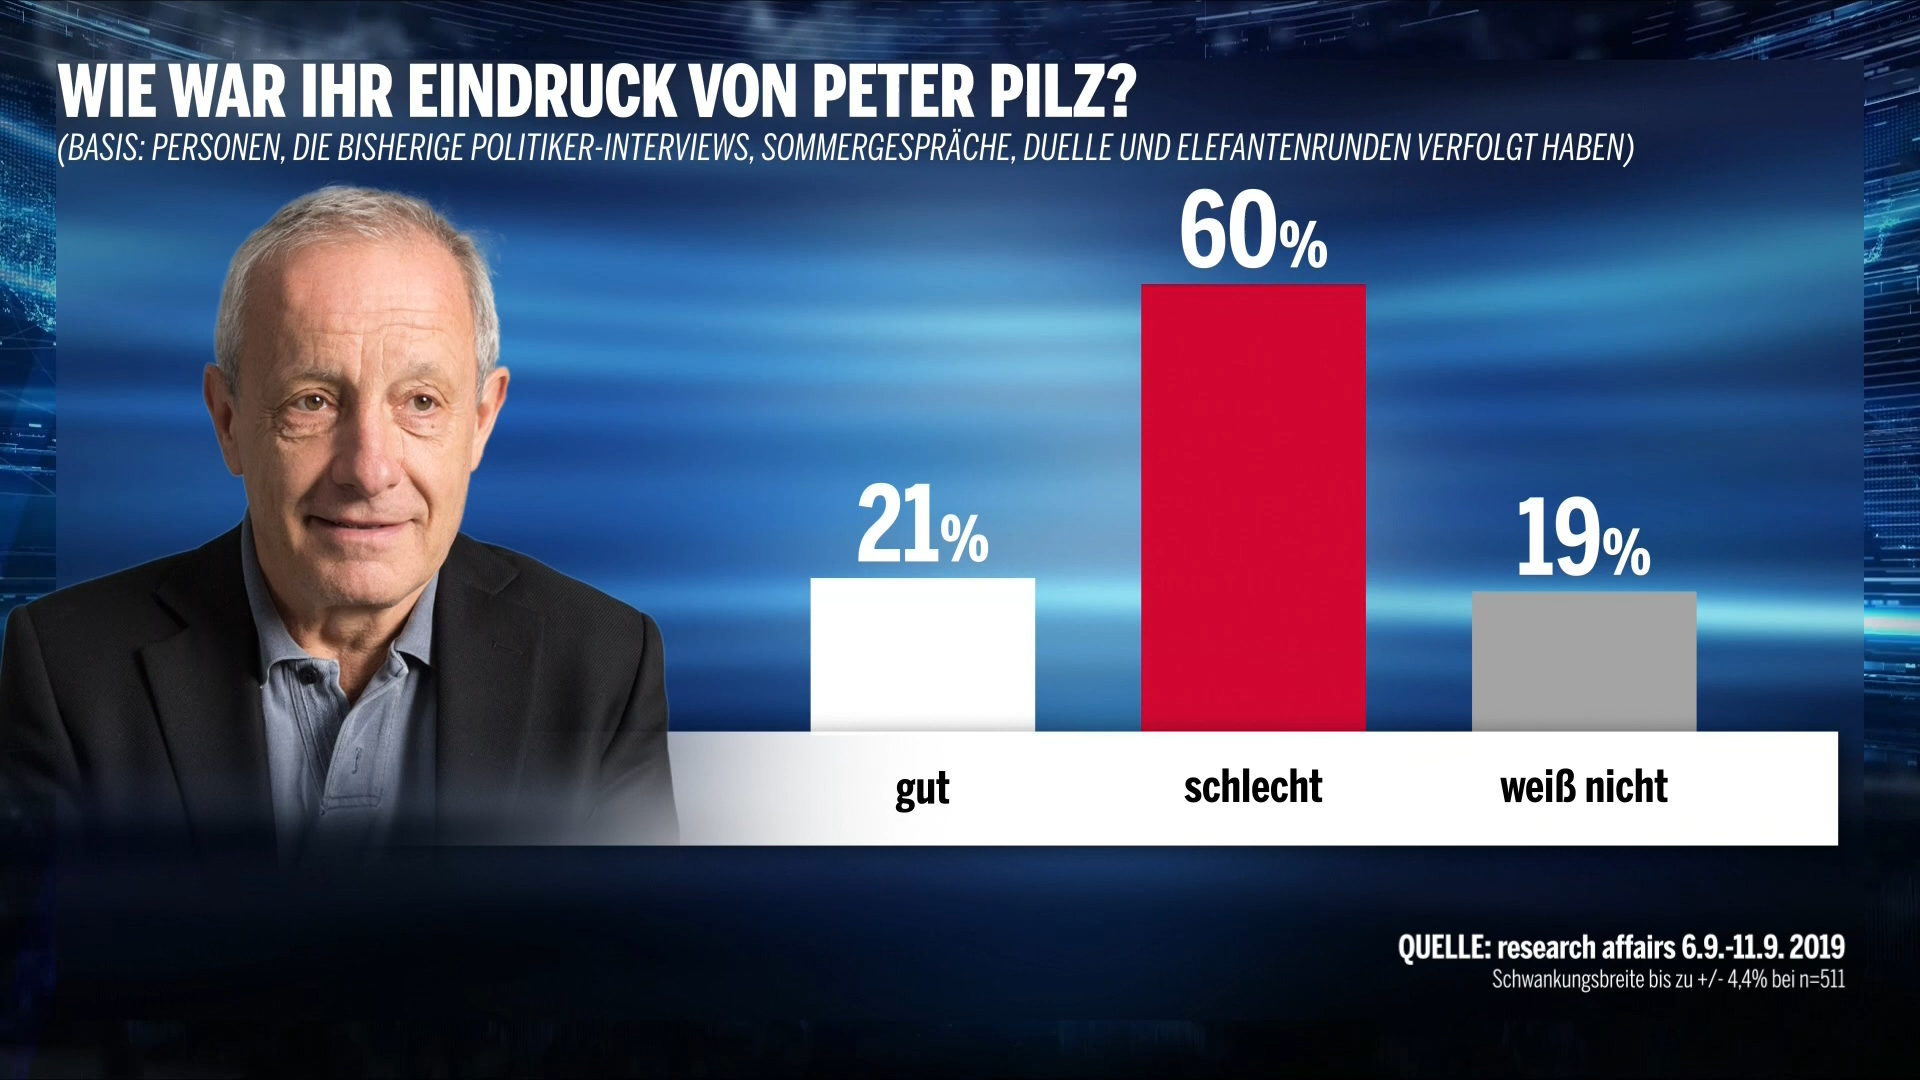 WIE WAR IHR EINDRUCK VON PETER PILZ?
(BASIS: PERSONEN, DIE BISHERIGE POLITIKER-INTERVIEWS, SOMMERGESPRÄCHE, DUELLE UND ELEFANTENRUNDEN VERFOLGT HABEN)
60%
21%
19%
gut
schlecht
weiß nicht
QUELLE: research affairs 6.9.-11.9. 2019
Schwankungsbreite bis zu +/- 4,4% bei n=511